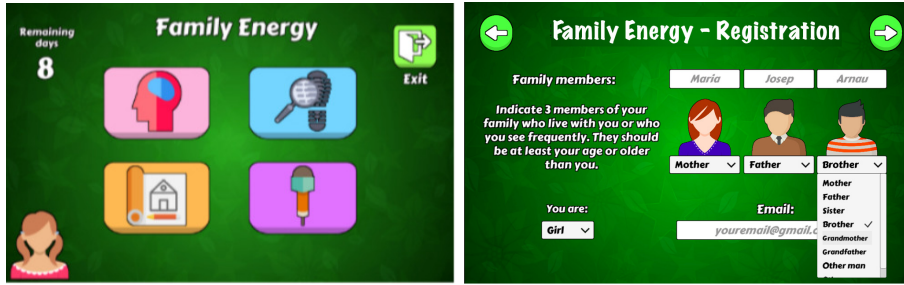 Family Energy
Remaining
days
8
Exit
Family Energy - Registration
Family members:
Maria
Josep
Arnau
Indicate 3 members of your
family who live with you or who
you see frequently. They should
be at least your age or older
than you.
Mother
Father
Brother
Mother
Father
Sister
Brother
Grandmother
Grandfather
Other man
You are:
Girl
Email:
youremail@gmail.c